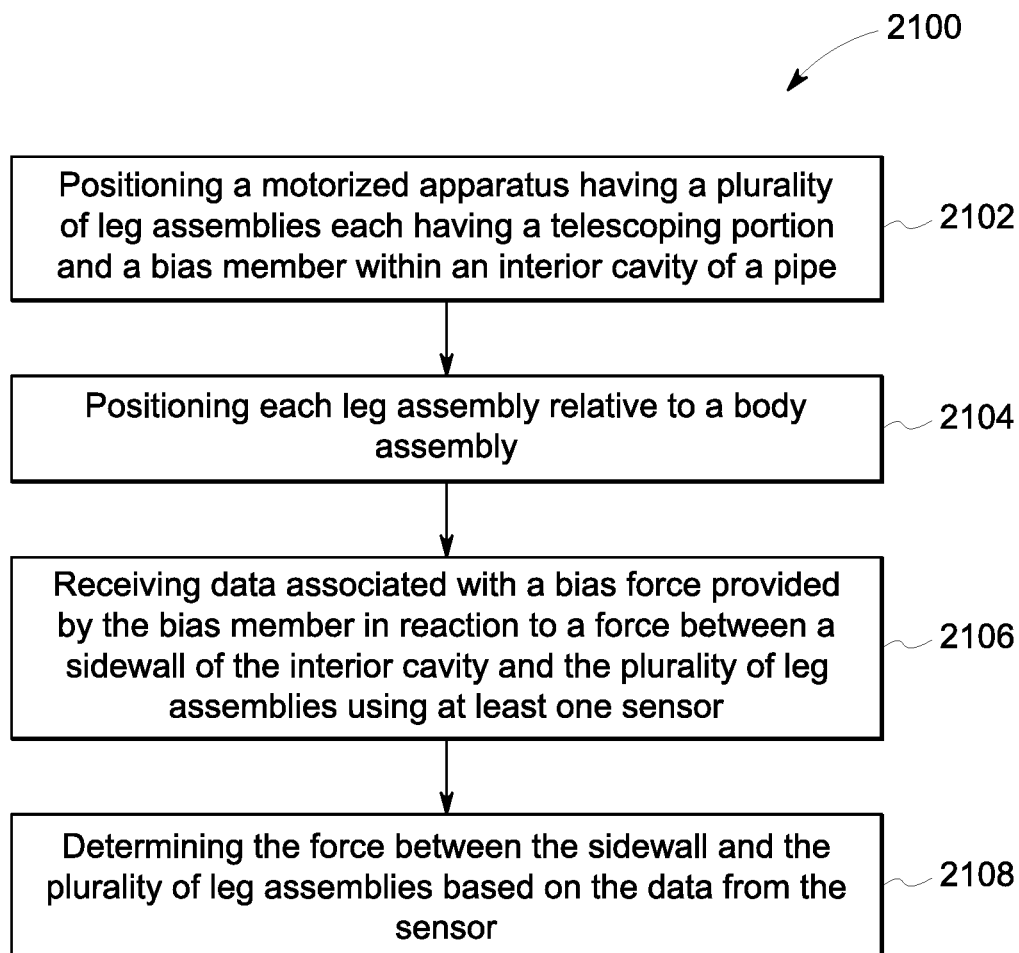 2100
Positioning a motorized apparatus having a plurality
of leg assemblies each having a telescoping portion
and a bias member within an interior cavity of a pipe
2102
Positioning each leg assembly relative to a body
assembly
2104
Receiving data associated with a bias force provided
by the bias member in reaction to a force between a
sidewall of the interior cavity and the plurality of leg
assemblies using at least one sensor
2106
Determining the force between the sidewall and the
plurality of leg assemblies based on the data from the
sensor
2108